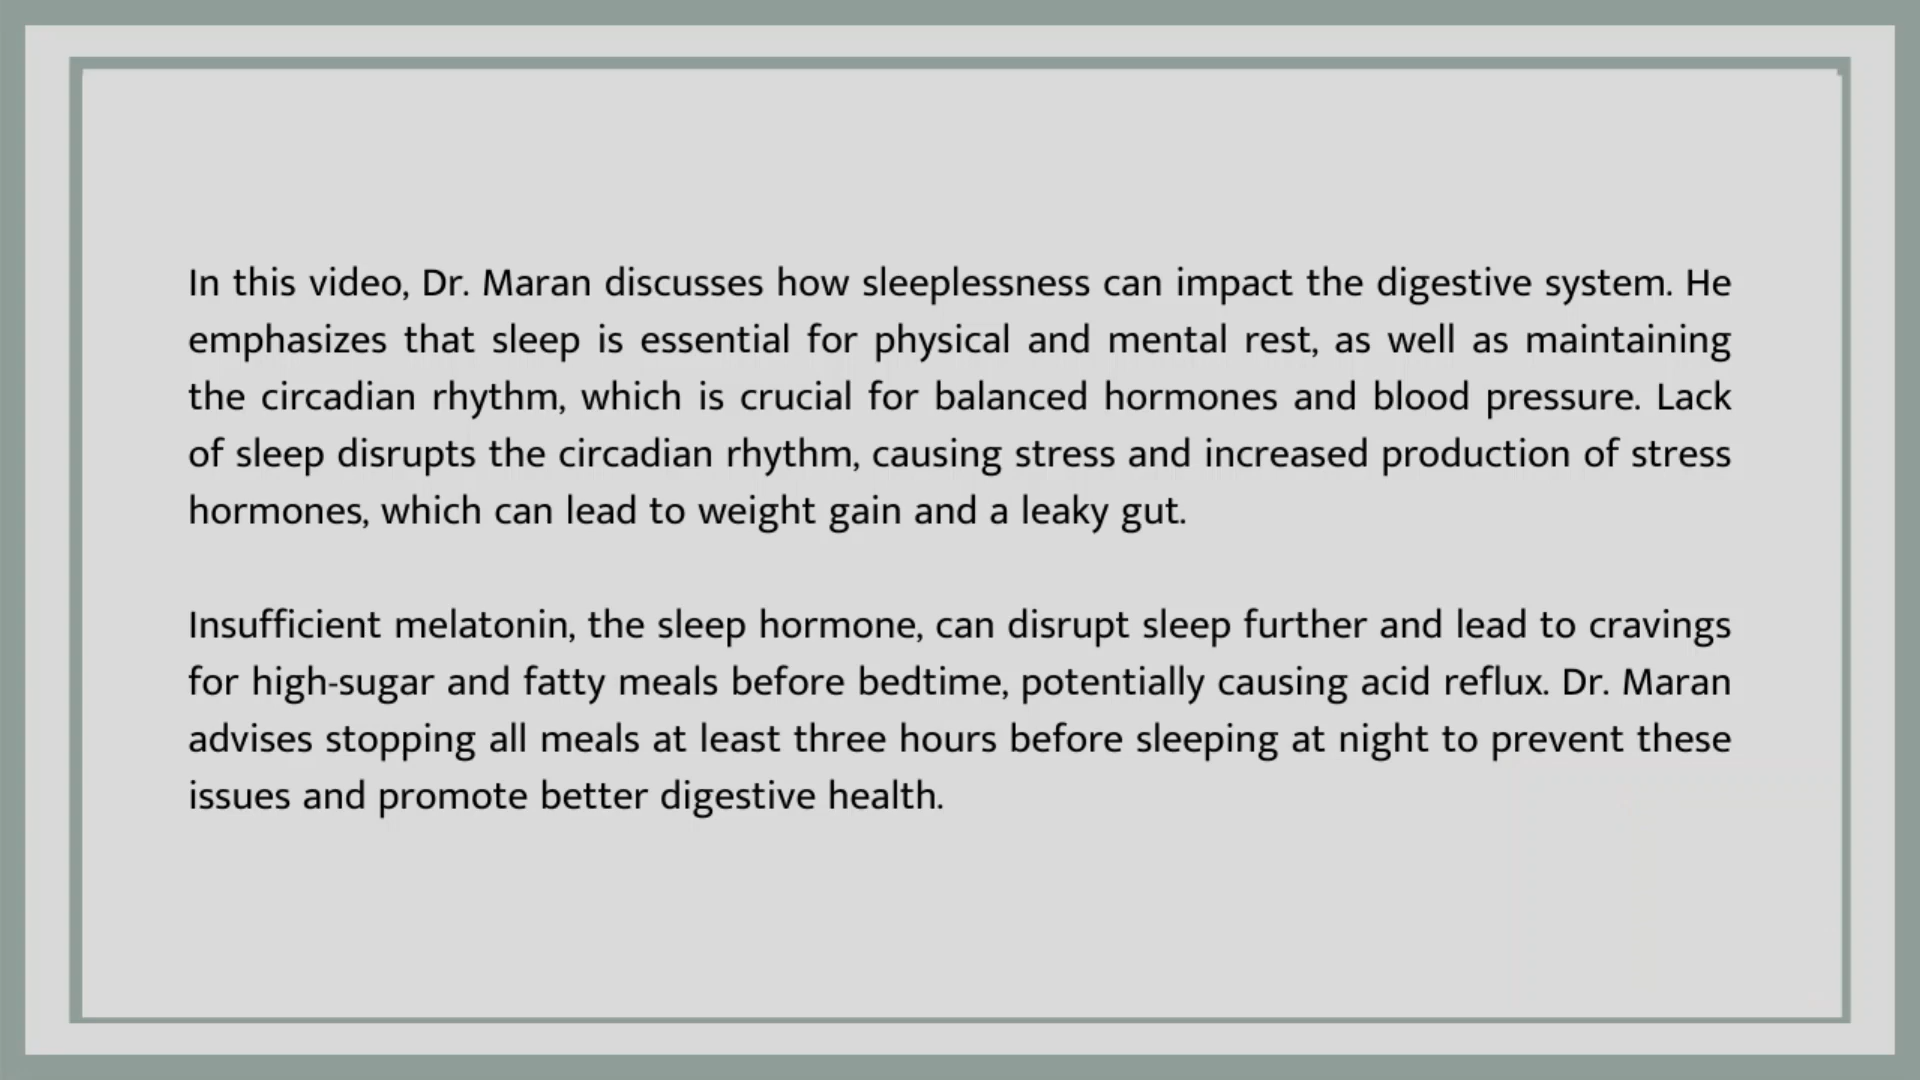 In this video, Dr. Maran discusses how sleeplessness can impact the digestive system. He
emphasizes that sleep is essential for physical and mental rest, as well as maintaining
the circadian rhythm, which is crucial for balanced hormones and blood pressure. Lack
of sleep disrupts the circadian rhythm, causing stress and increased production of stress
hormones, which can lead to weight gain and a leaky gut.
Insufficient melatonin, the sleep hormone, can disrupt sleep further and lead to cravings
for high-sugar and fatty meals before bedtime, potentially causing acid reflux. Dr. Maran
advises stopping all meals at least three hours before sleeping at night to prevent these
issues and promote better digestive health.